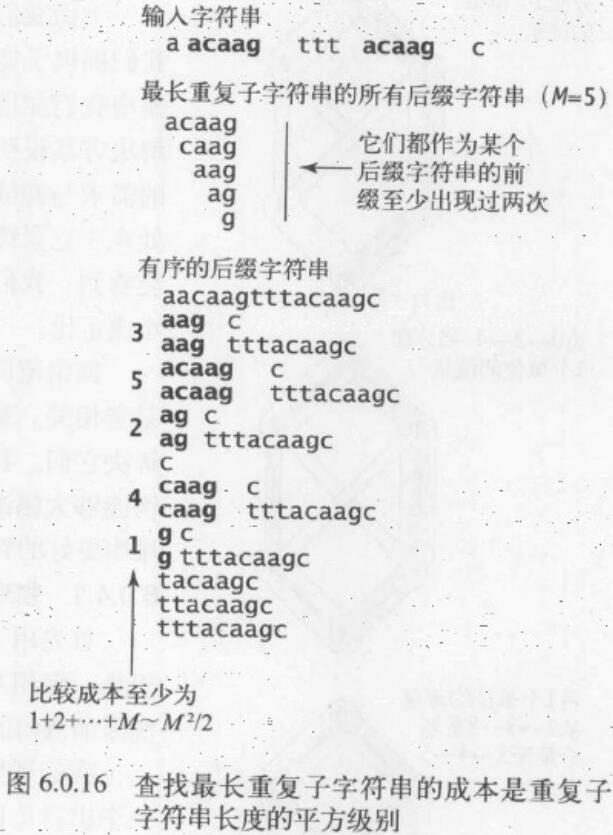 输入字符串
a acaag ttt acaag c
最长重复子字符串的所有后缀字符串 (M=5)
acaag
caag
aag
ag
g
它们都作为某个
后缀字符串的前
缀至少出现过两次
有序的后缀字符串
aacaagtttacaagc
aag c
3
aag tttacaagc
acaag c
5
acaag tttacaagc
ag c
2
ag tttacaagc
c
caag c
4
caag tttacaagc
g c
1
g tttacaagc
tacaagc
ttacaagc
tttacaagc
比较成本至少为
1+2+···+M~M²/2
图 6.0.16 查找最长重复子字符串的成本是重复子
字符串长度的平方级别